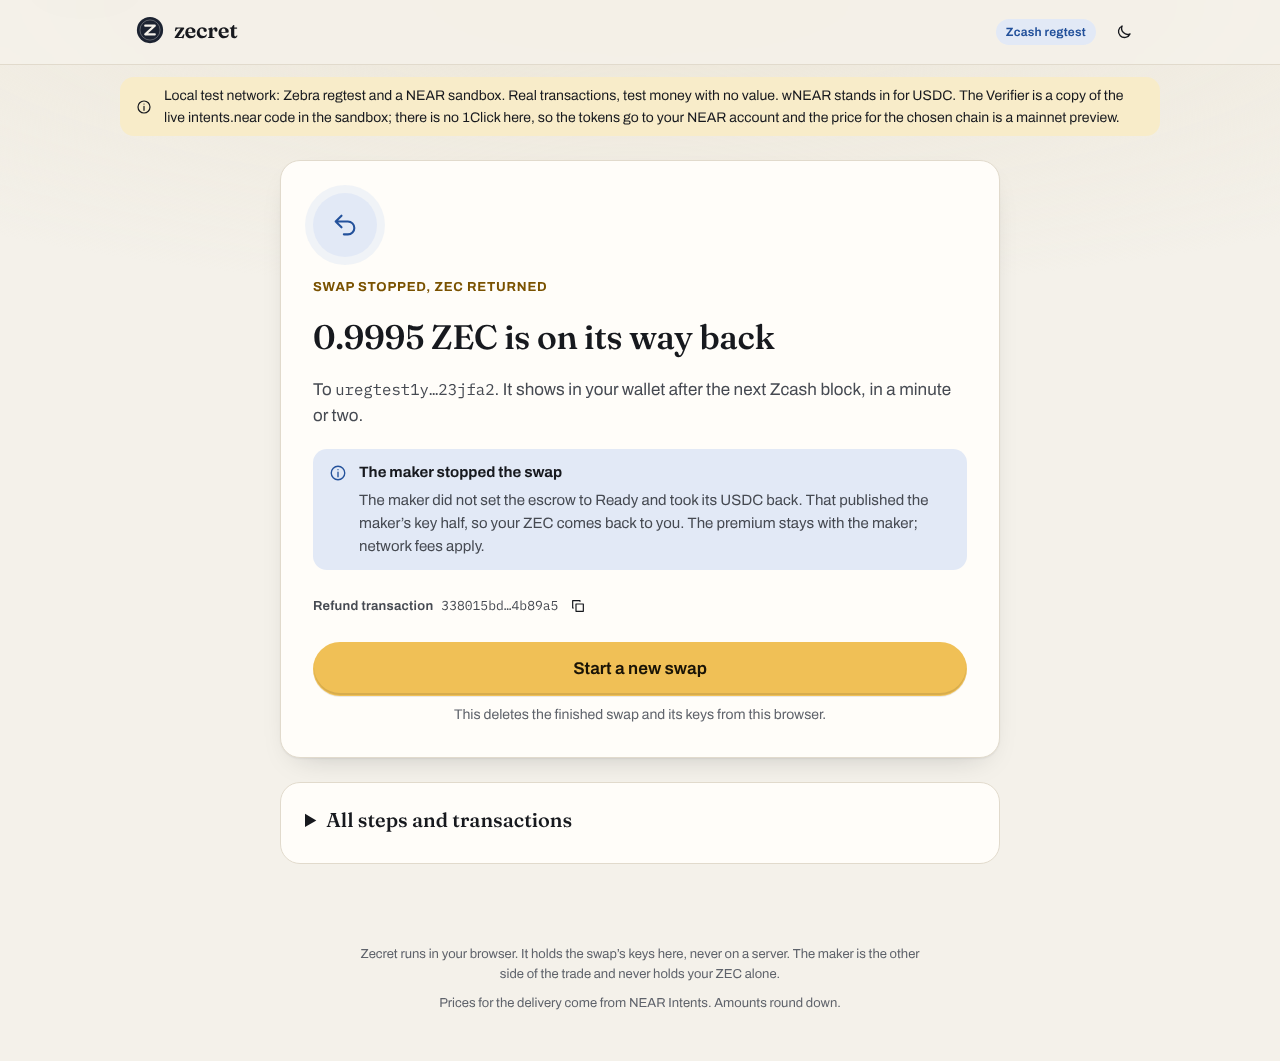 zecret
Zcash regtest
Local test network: Zebra regtest and a NEAR sandbox. Real transactions, test money with no value. wNEAR stands in for USDC. The Verifier is a copy of the
live intents.near code in the sandbox; there is no 1Click here, so the tokens go to your NEAR account and the price for the chosen chain is a mainnet preview.
SWAP STOPPED, ZEC RETURNED
0.9995 ZEC is on its way back
To uregtest1y…23jfa2. It shows in your wallet after the next Zcash block, in a minute
or two.
The maker stopped the swap
The maker did not set the escrow to Ready and took its USDC back. That published the
maker’s key half, so your ZEC comes back to you. The premium stays with the maker;
network fees apply.
Refund transaction 338015bd…4b89a5
Start a new swap
This deletes the finished swap and its keys from this browser.
All steps and transactions
Zecret runs in your browser. It holds the swap’s keys here, never on a server. The maker is the other
side of the trade and never holds your ZEC alone.
Prices for the delivery come from NEAR Intents. Amounts round down.